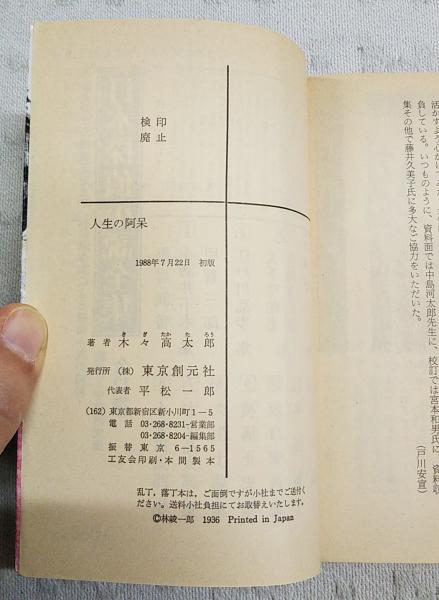 検印
廃止
人生の阿呆
1988年7月22日 初版
きぎたかたろう
著者 木々高太郎
発行所 (株) 東京創元社
代表者 平松一郎
(162) 東京都新宿区新小川町1-5
電話 03・268・8231-営業部
03・268・8204-編集部
振替 東京 6-1565
工友会印刷・本間製本
乱丁,落丁本は,ご面倒ですが小社までご送付く
ださい。送料小社負担にてお取替えいたします。
©林峻一郎 1936 Printed in Japan
負している。いつものように、資料面では中島河太郎先生に、校訂では宮本和男氏に、資料収
集その他で藤井久美子氏に多大なご協力をいただいた。
(戸川安宣)